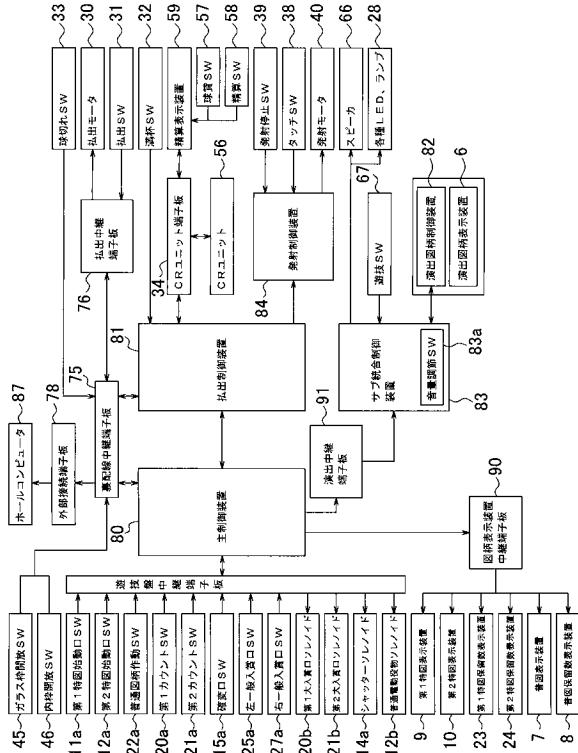 45 ガラス枠開放SW
46 内枠開放SW
11a 第1特図始動口SW
12a 第2特図始動口SW
22a 普通図柄作動SW
20a 第1カウントSW
21a 第2カウントSW
15a 確変口SW
25a 左一般入賞口SW
27a 右一般入賞口SW
20b 第1大入賞口ソレノイド
21b 第2大入賞口ソレノイド
14a シャッターソレノイド
12b 普通電動役物ソレノイド
9 第1特図表示装置
10 第2特図表示装置
23 第1特図保留数表示装置
24 第2特図保留数表示装置
7 普図表示装置
8 普図保留数表示装置
遊技盤中継端子板
87
ホールコンピュータ
78
外部接続端子板
75
裏配線中継端子板
80
主制御装置
91
演出中継
端子板
90
図柄表示装置
中継端子板
76
払出中継
端子板
81
払出制御装置
34
CRユニット端子板
56
CRユニット
84
発射制御装置
67
遊技SW
サブ統合制御
装置
83a
音量調節SW
83
82
演出図柄制御装置
6
演出図柄表示装置
球切れSW 33
払出モータ 30
払出SW 31
満杯SW 32
精算表示装置 59
球貸SW 57
精算SW 58
発射停止SW 39
タッチSW 38
発射モータ 40
スピーカ 66
各種LED、ランプ 28